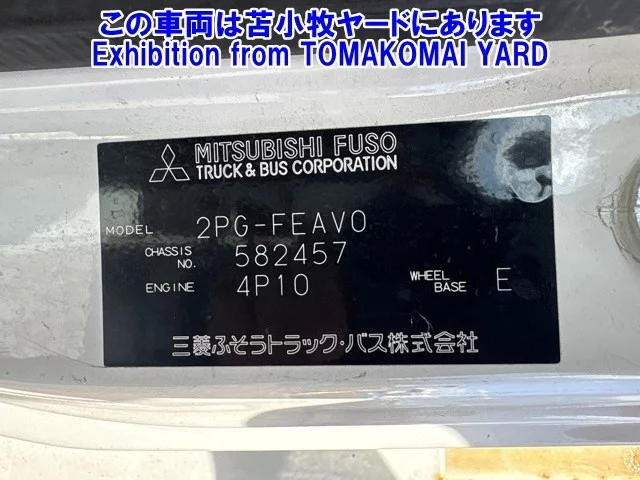 この車両は苫小牧ヤードにあります
Exhibition from TOMAKOMAI YARD
MITSUBISHI FUSO
TRUCK & BUS CORPORATION
MODEL 2PG-FEAV0
CHASSIS NO. 582457
ENGINE 4P10 WHEEL BASE E
三菱ふそうトラック・バス株式会社